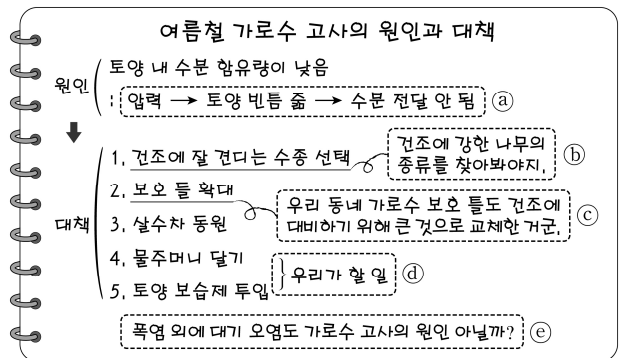 여름철 가로수 고사의 원인과 대책
원인
토양 내 수분 함유량이 낮음
: 압력 → 토양 빈틈 줆 → 수분 전달 안 됨 ⓐ
대책
1. 건조에 잘 견디는 수종 선택
건조에 강한 나무의
종류를 찾아봐야지. ⓑ
2. 보호 틀 확대
우리 동네 가로수 보호 틀도 건조에
대비하기 위해 큰 것으로 교체한 거군. ⓒ
3. 살수차 동원
4. 물주머니 달기
5. 토양 보습제 투입
우리가 할 일 ⓓ
폭염 외에 대기 오염도 가로수 고사의 원인 아닐까? ⓔ